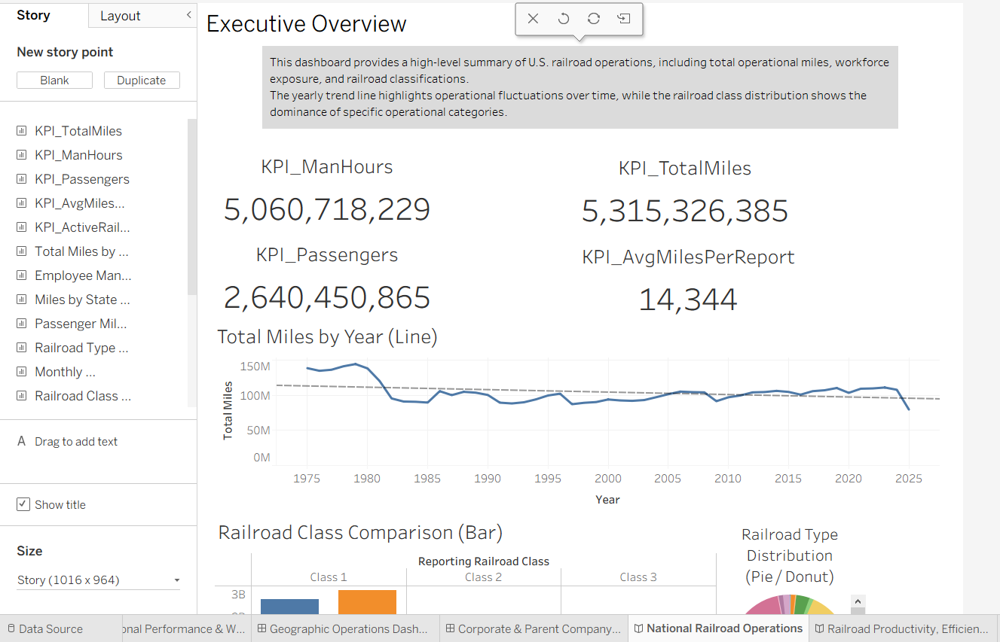 Story
Layout
New story point
Blank
Duplicate
KPI_TotalMiles
KPI_ManHours
KPI_Passengers
KPI_AvgMiles...
KPI_ActiveRail...
Total Miles by ...
Employee Man...
Miles by State ...
Passenger Mil...
Railroad Type ...
Monthly ...
Railroad Class ...
A Drag to add text
Show title
Size
Story (1016 x 964)
Executive Overview
This dashboard provides a high-level summary of U.S. railroad operations, including total operational miles, workforce
exposure, and railroad classifications.
The yearly trend line highlights operational fluctuations over time, while the railroad class distribution shows the
dominance of specific operational categories.
KPI_ManHours
5,060,718,229
KPI_TotalMiles
5,315,326,385
KPI_Passengers
2,640,450,865
KPI_AvgMilesPerReport
14,344
Total Miles by Year (Line)
Total Miles
150M
100M
50M
0M
1975 1980 1985 1990 1995 2000 2005 2010 2015 2020 2025
Year
Railroad Class Comparison (Bar)
Reporting Railroad Class
Class 1 Class 2 Class 3
3B
Railroad Type
Distribution
(Pie / Donut)
Data Source
onal Performance & W...
Geographic Operations Dash...
Corporate & Parent Company...
National Railroad Operations
Railroad Productivity, Efficien...